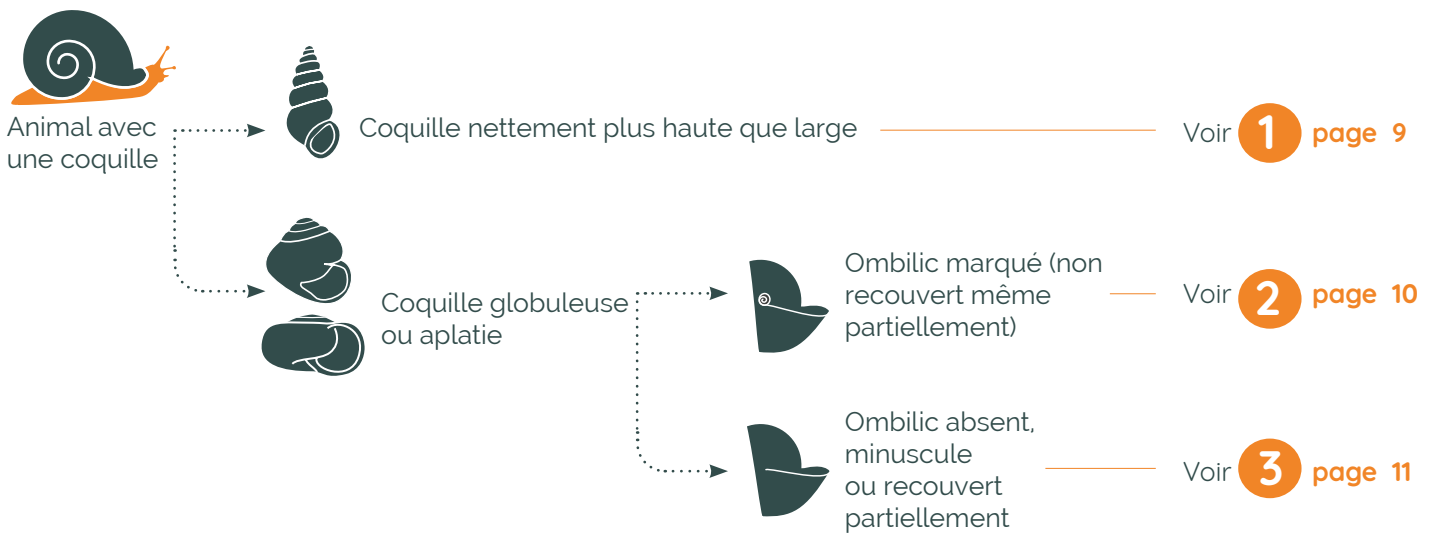 Animal avec
une coquille
Coquille nettement plus haute que large
Voir 1 page 9
Coquille globuleuse
ou aplatie
Ombilic marqué (non
recouvert même
partiellement)
Voir 2 page 10
Ombilic absent,
minuscule
ou recouvert
partiellement
Voir 3 page 11